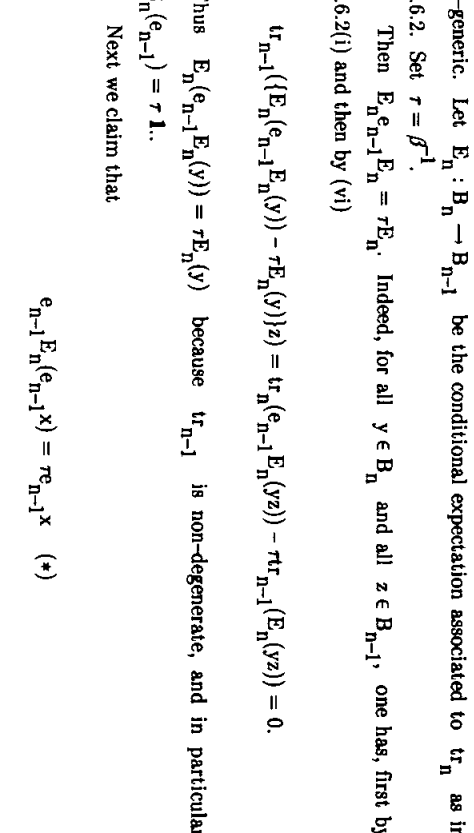 -generic. Let E_n : B_n → B_{n-1} be the conditional expectation associated to tr_n as in
.6.2. Set τ = β^{-1}.
Then E_n e_{n-1} E_n = τE_n. Indeed, for all y ∈ B_n and all z ∈ B_{n-1}, one has, first by
.6.2(i) and then by (vi)
tr_{n-1}({E_n(e_{n-1}E_n(y)) − τE_n(y)}z) = tr_n(e_{n-1}E_n(yz)) − τtr_{n-1}(E_n(yz)) = 0.
hus E_n(e_{n-1}E_n(y)) = τE_n(y) because tr_{n-1} is non-degenerate, and in particular
_n(e_{n-1}) = τ1..
Next we claim that
e_{n-1}E_n(e_{n-1}x) = τe_{n-1}x (*)